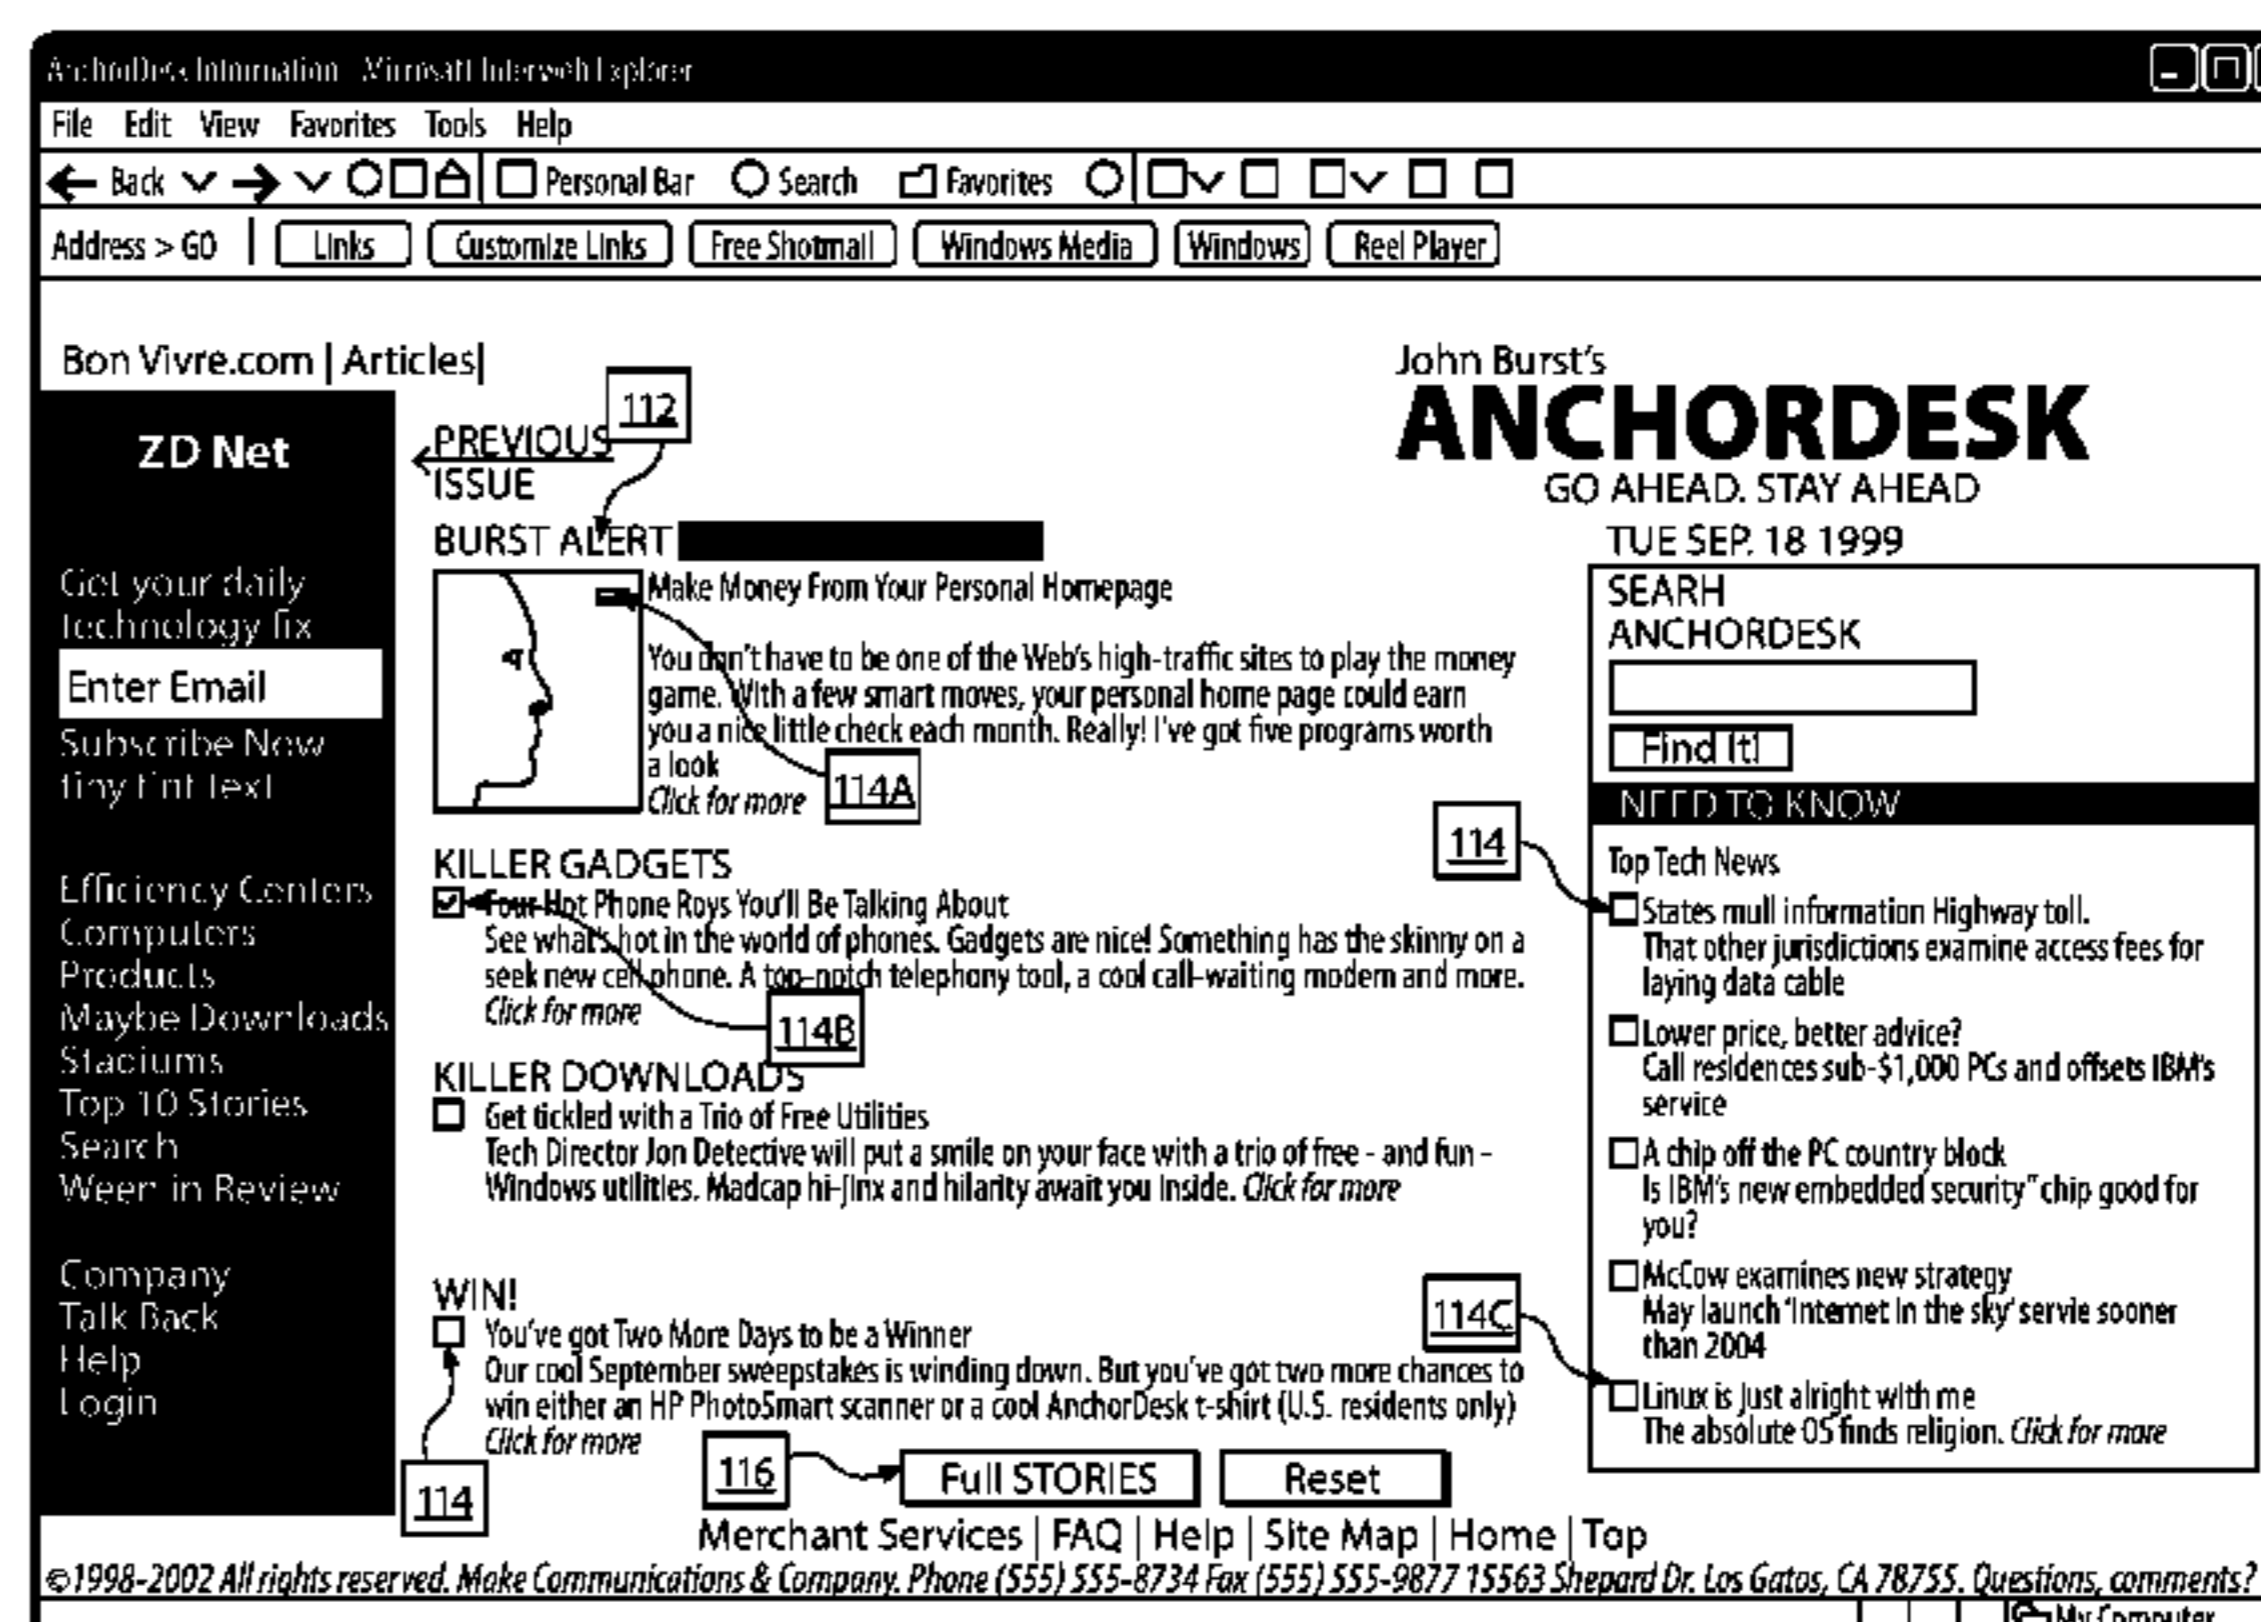 File Edit View Favorites Tools Help
Back Personal Bar Search Favorites
Address > GO | Links Customize Links Free Shotmail Windows Media Windows Reel Player
Bon Vivre.com | Articles|
John Burst's
ANCHORDESK
GO AHEAD. STAY AHEAD
TUE SEP. 18 1999
ZD Net
Get your daily
technology fix
Enter Email
Subscribe Now
tiny text
Efficiency Centers
Computers
Products
Maybe Downloads
Stadiums
Top 10 Stories
Search
in Review
Company
Talk Back
Help
Login
112
PREVIOUS
ISSUE
BURST ALERT
Make Money From Your Personal Homepage
You don't have to be one of the Web's high-traffic sites to play the money
game. With a few smart moves, your personal home page could earn
you a nice little check each month. Really! I've got five programs worth
a look
Click for more
114A
KILLER GADGETS
Four Hot Phone Roys You'll Be Talking About
See what's hot in the world of phones. Gadgets are nice! Something has the skinny on a
seek new cell phone. A top-notch telephony tool, a cool call-waiting modem and more.
Click for more
114B
KILLER DOWNLOADS
Get tickled with a Trio of Free Utilities
Tech Director Jon Detective will put a smile on your face with a trio of free - and fun -
Windows utilities. Madcap hi-jinx and hilarity await you inside. Click for more
WIN!
You've got Two More Days to be a Winner
Our cool September sweepstakes is winding down. But you've got two more chances to
win either an HP PhotoSmart scanner or a cool AnchorDesk t-shirt (U.S. residents only)
Click for more
114
116
Full STORIES
Reset
SEARH
ANCHORDESK
Find It!
NEED TO KNOW
114
Top Tech News
States mull information Highway toll.
That other jurisdictions examine access fees for
laying data cable
Lower price, better advice?
Call residences sub-$1,000 PCs and offsets IBM's
service
A chip off the PC country block
Is IBM's new embedded security" chip good for
you?
McCow examines new strategy
May launch 'Internet in the sky' servie sooner
than 2004
114C
Linux is just alright with me
The absolute OS finds religion. Click for more
Merchant Services | FAQ | Help | Site Map | Home | Top
©1998-2002 All rights reserved. Make Communications & Company. Phone (555) 555-8734 Fax (555) 555-9877 15563 Shepard Dr. Los Gatos, CA 78755. Questions, comments?
My Computer